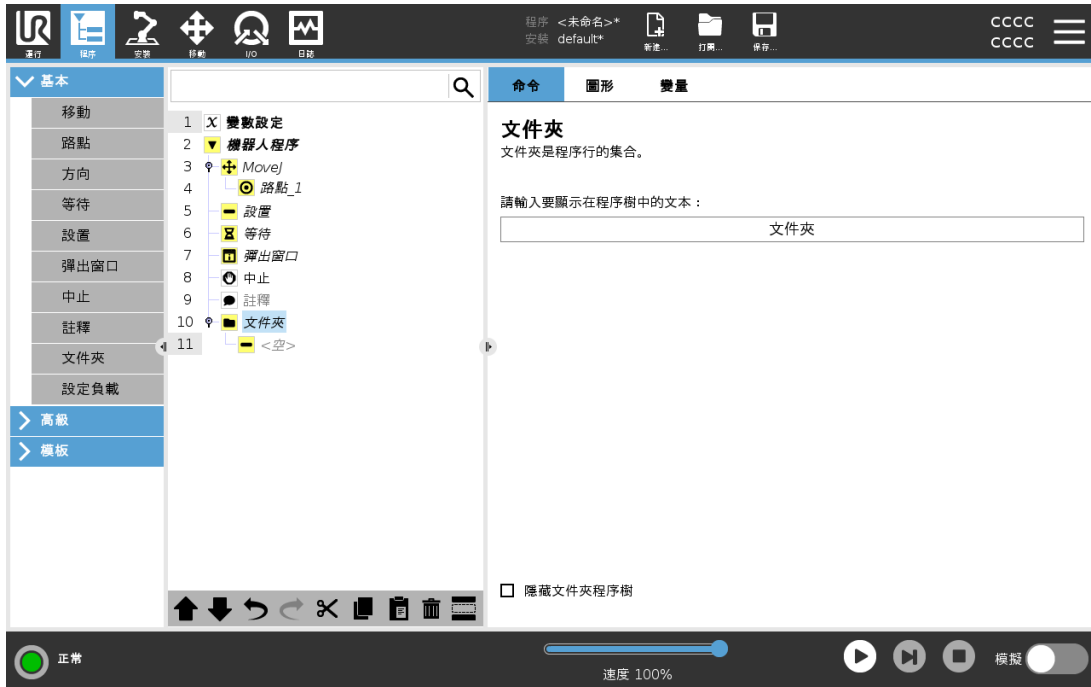 UR
運行
程序
安裝
移動
I/O
日誌
程序 <未命名>*
安裝 default*
新建...
打開...
保存...
CCCC
CCCC
基本
移動
路點
方向
等待
設置
彈出窗口
中止
註釋
文件夾
設定負載
高級
模板
1 X 變數設定
2 機器人程序
3 MoveJ
4 路點_1
5 設置
6 等待
7 彈出窗口
8 中止
9 註釋
10 文件夾
11 <空>
命令 圖形 變量
文件夾
文件夾是程序行的集合。
請輸入要顯示在程序樹中的文本：
文件夾
隱藏文件夾程序樹
正常
速度 100%
模擬